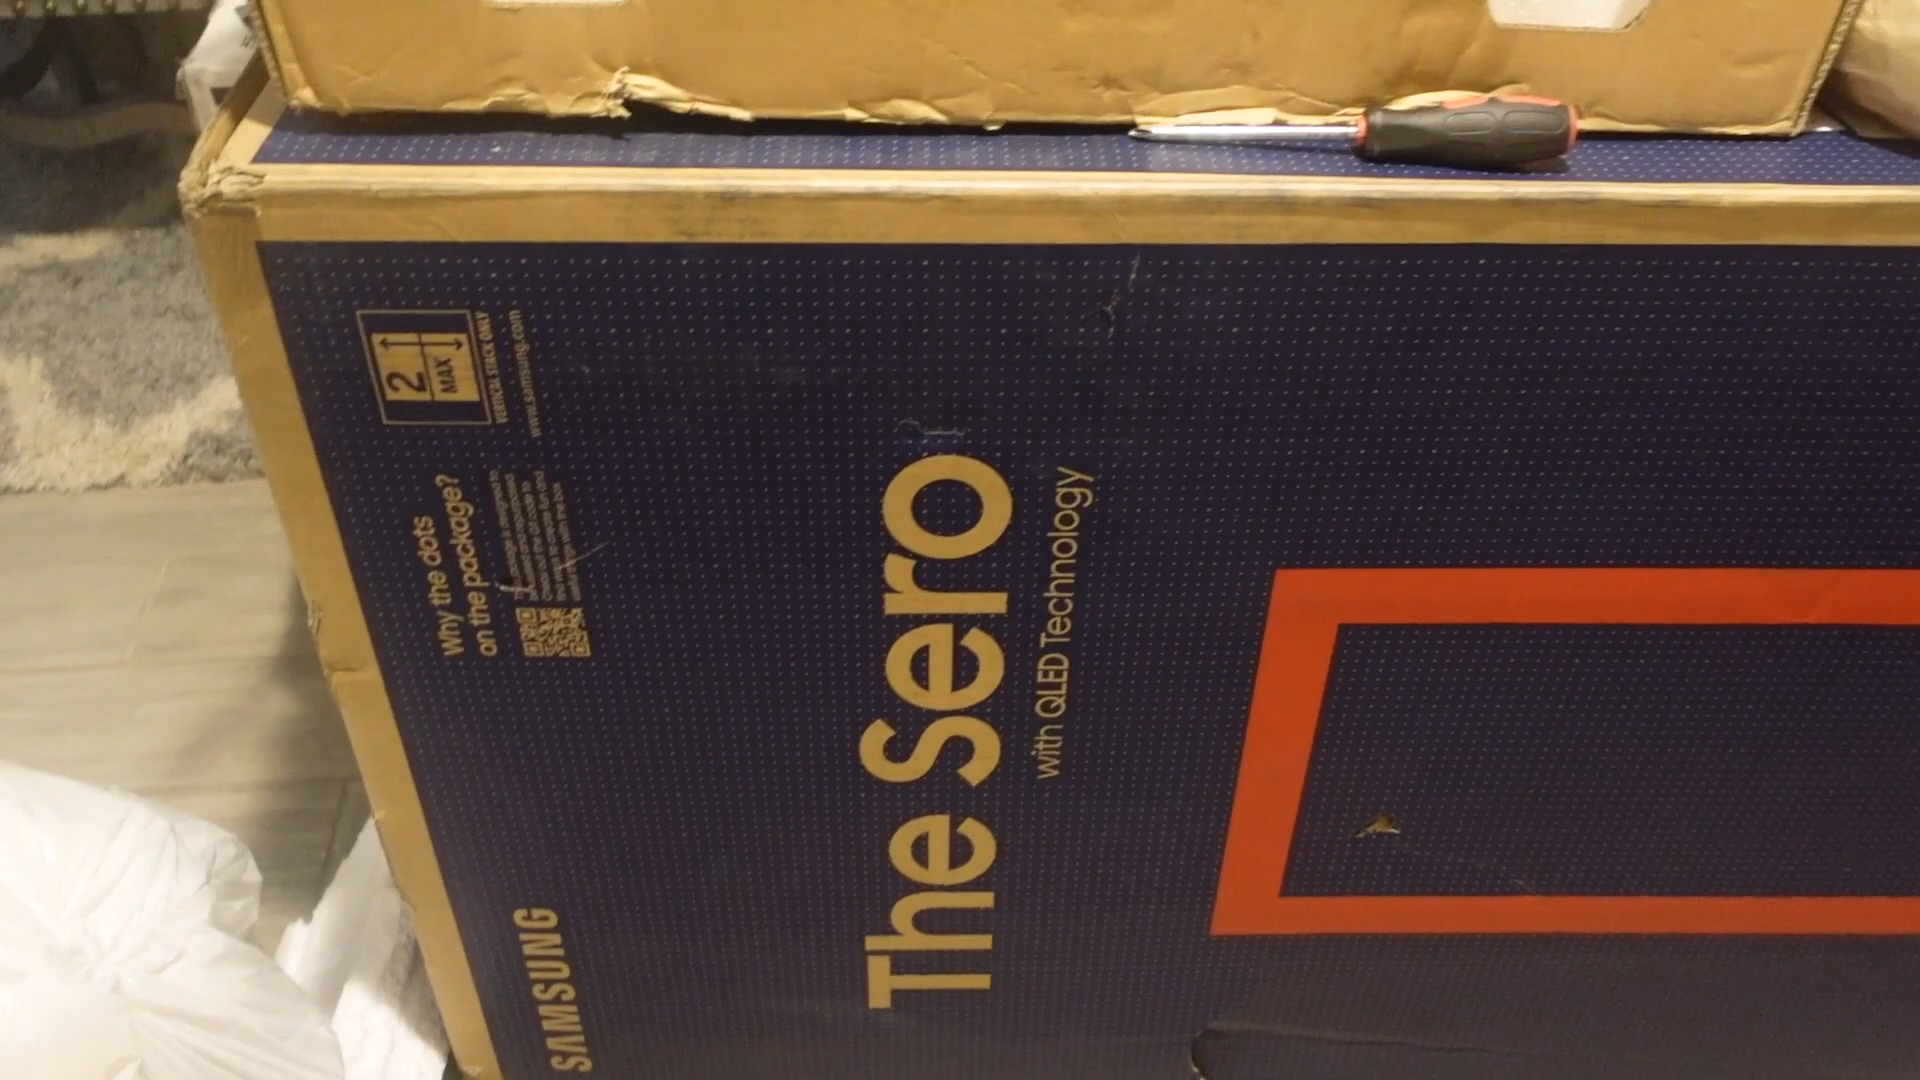 SAMSUNG
Why the dots
on the package?
2
MAX
VERTICAL STACK ONLY
www.samsung.com
The Sero
with QLED Technology